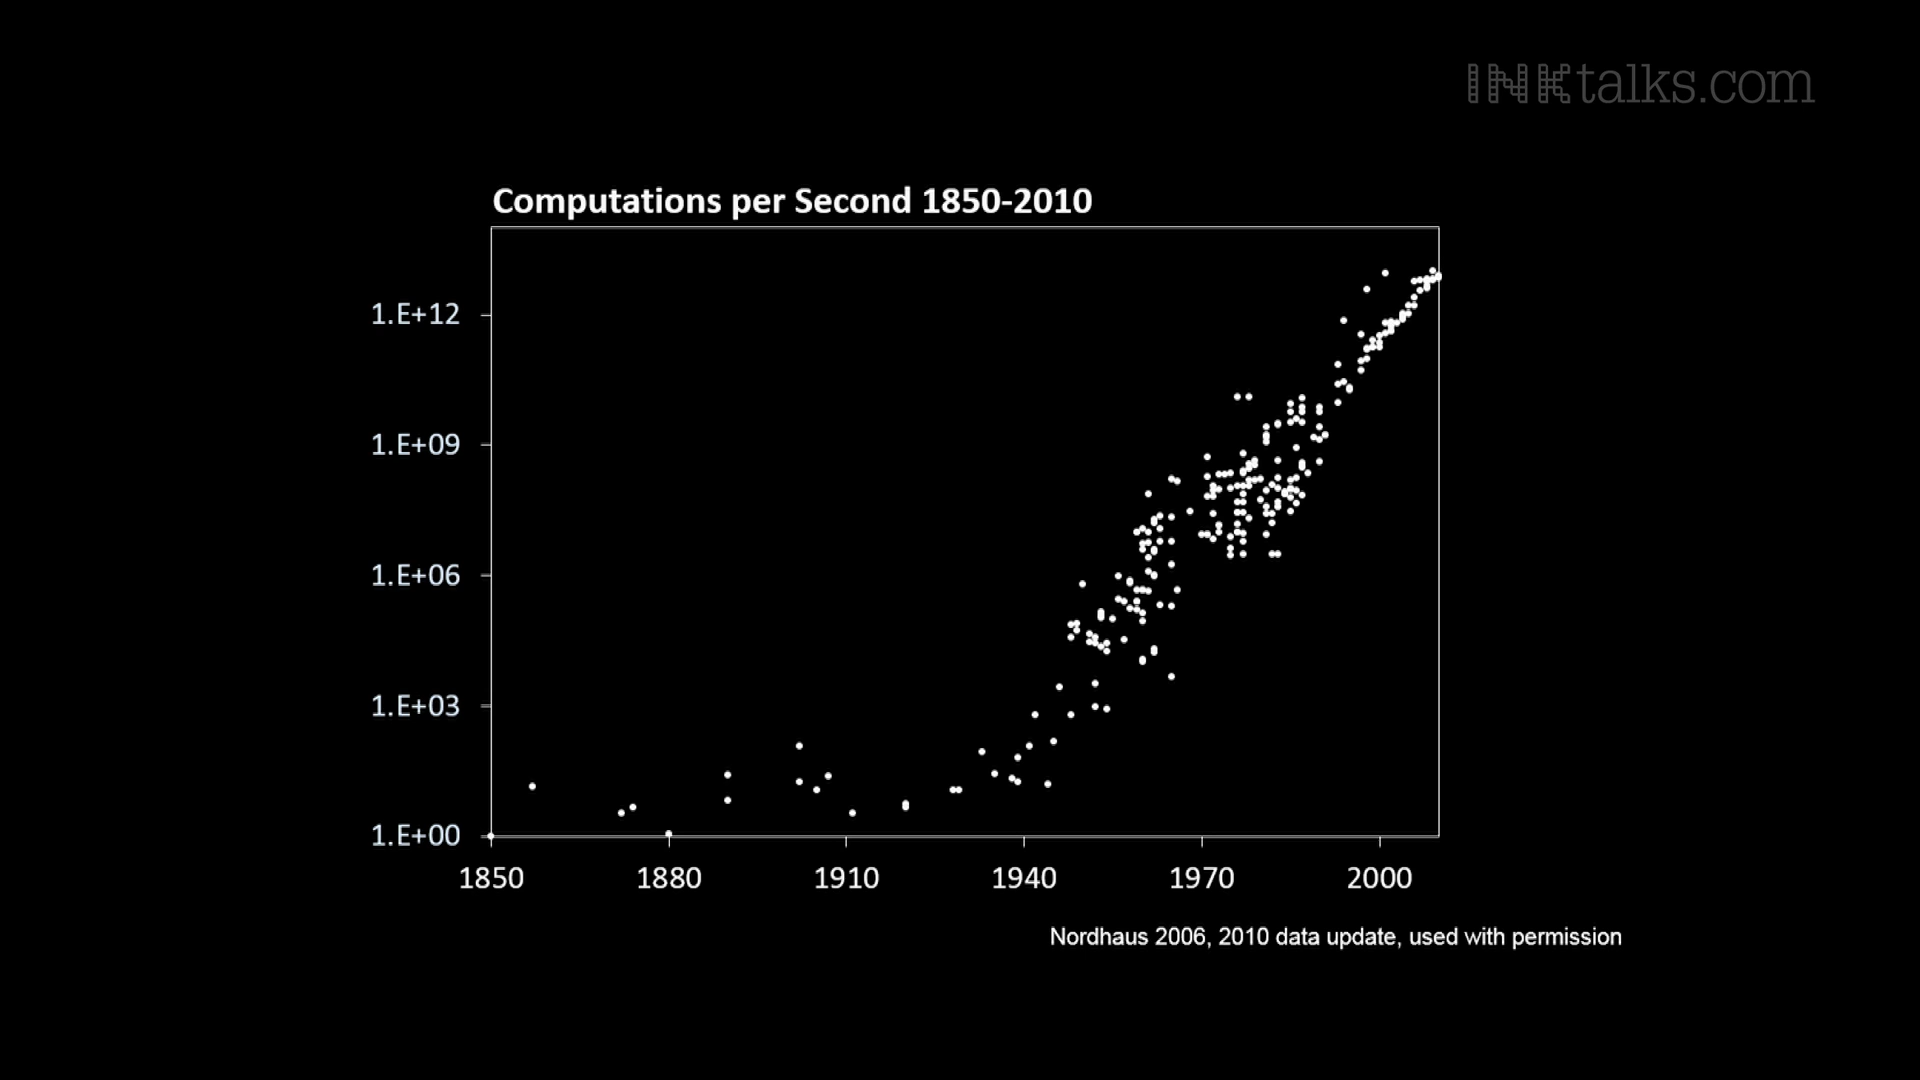 INKtalks.com
Computations per Second 1850-2010
1.E+12
1.E+09
1.E+06
1.E+03
1.E+00
1850 1880 1910 1940 1970 2000
Nordhaus 2006, 2010 data update, used with permission